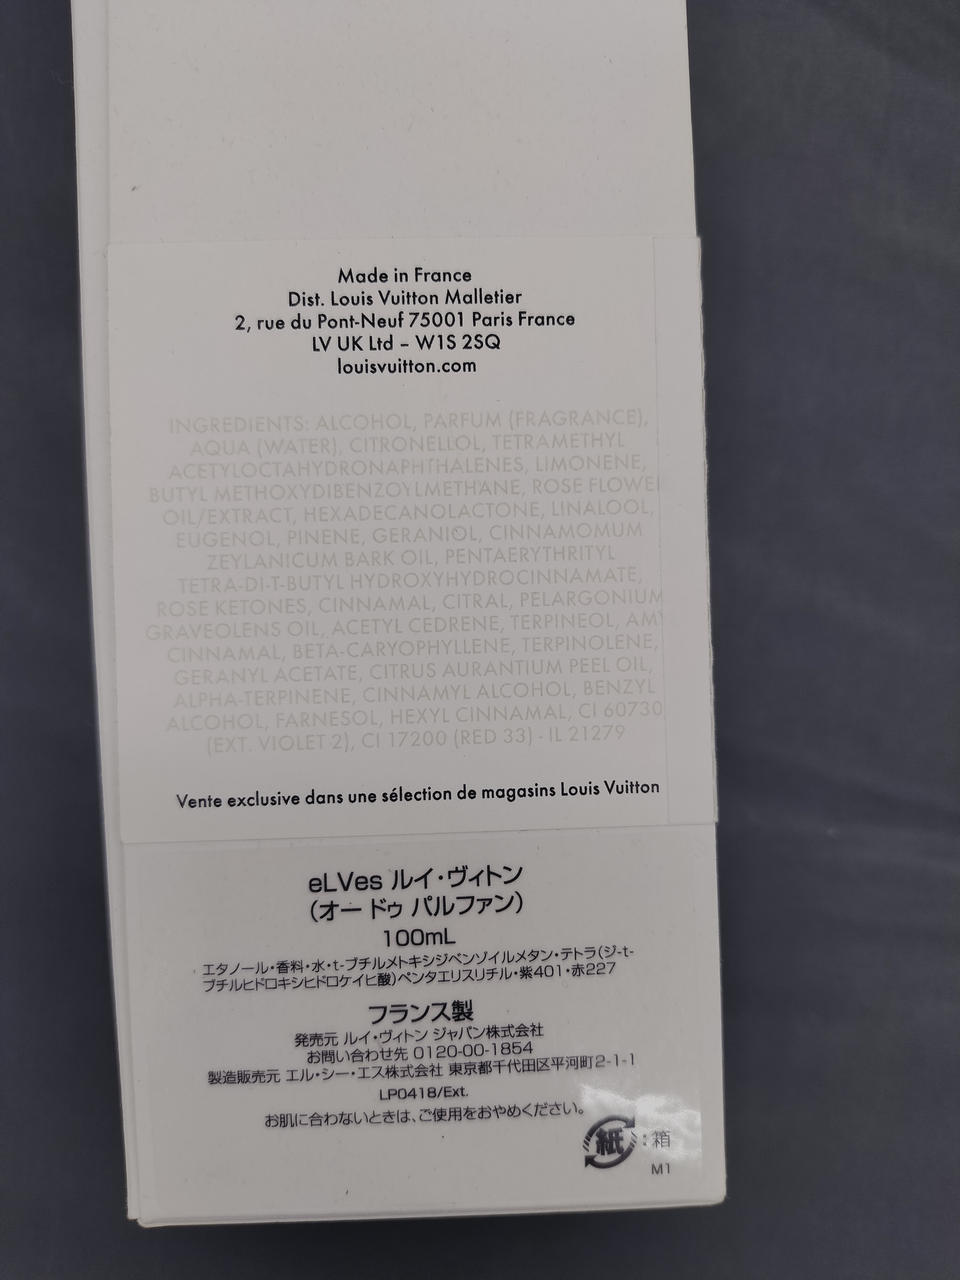 Made in France
Dist. Louis Vuitton Malletier
2, rue du Pont-Neuf 75001 Paris France
LV UK Ltd – W1S 2SQ
louisvuitton.com
INGREDIENTS: ALCOHOL, PARFUM (FRAGRANCE),
AQUA (WATER), CITRONELLOL, TETRAMETHYL
ACETYLOCTAHYDRONAPHTHALENES, LIMONENE,
BUTYL METHOXYDIBENZOYLMETHANE, ROSE FLOWE
OIL/EXTRACT, HEXADECANOLACTONE, LINALOOL,
EUGENOL, PINENE, GERANIOL, CINNAMOMUM
ZEYLANICUM BARK OIL, PENTAERYTHRITYL
TETRA-DI-T-BUTYL HYDROXYHYDROCINNAMATE,
ROSE KETONES, CINNAMAL, CITRAL, PELARGONIUM
GRAVEOLENS OIL, ACETYL CEDRENE, TERPINEOL, AMY
CINNAMAL, BETA-CARYOPHYLLENE, TERPINOLENE,
GERANYL ACETATE, CITRUS AURANTIUM PEEL OIL,
ALPHA-TERPINENE, CINNAMYL ALCOHOL, BENZYL
ALCOHOL, FARNESOL, HEXYL CINNAMAL, CI 60730
(EXT. VIOLET 2), CI 17200 (RED 33) - IL 21279
Vente exclusive dans une sélection de magasins Louis Vuitton
eLVes ルイ・ヴィトン
（オー ドゥ パルファン）
100mL
エタノール・香料・水・t-ブチルメトキシジベンゾイルメタン・テトラ(ジ-t-
ブチルヒドロキシヒドロケイヒ酸)ペンタエリスリチル・紫401・赤227
フランス製
発売元 ルイ・ヴィトン ジャパン株式会社
お問い合わせ先 0120-00-1854
製造販売元 エル・シー・エス株式会社 東京都千代田区平河町2-1-1
LP0418/Ext.
お肌に合わないときは、ご使用をおやめください。
紙：箱
M1